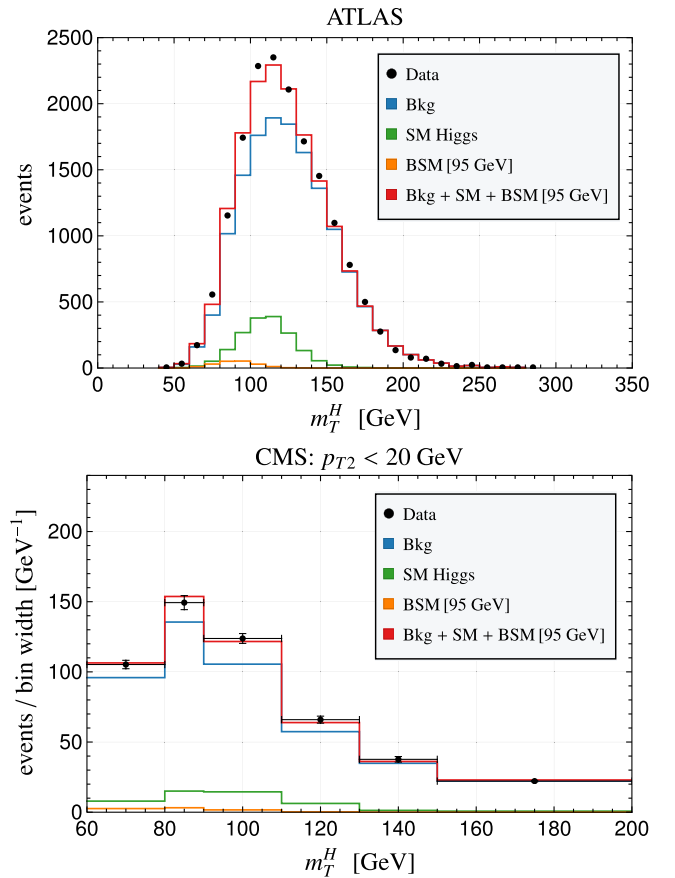 ATLAS
2500
2000
1500
1000
500
0
events
Data
Bkg
SM Higgs
BSM [95 GeV]
Bkg + SM + BSM [95 GeV]
0 50 100 150 200 250 300 350
m_T^H [GeV]
CMS: p_{T2} < 20 GeV
200
150
100
50
0
events / bin width [GeV⁻¹]
Data
Bkg
SM Higgs
BSM [95 GeV]
Bkg + SM + BSM [95 GeV]
60 80 100 120 140 160 180 200
m_T^H [GeV]